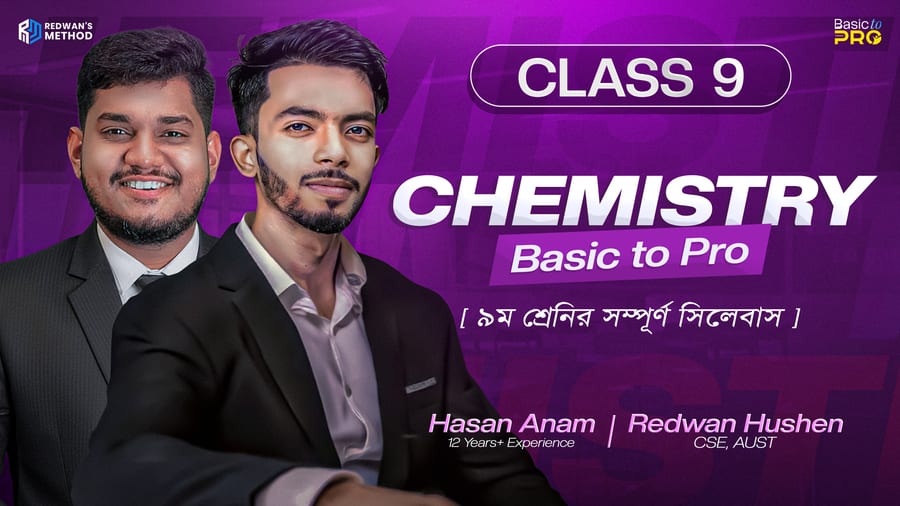 REDWAN'S
METHOD
Basic to
PRO
CLASS 9
CHEMISTRY
Basic to Pro
[ ৯ম শ্রেনির সম্পূর্ণ সিলেবাস ]
Hasan Anam | Redwan Hushen
12 Years+ Experience
CSE, AUST